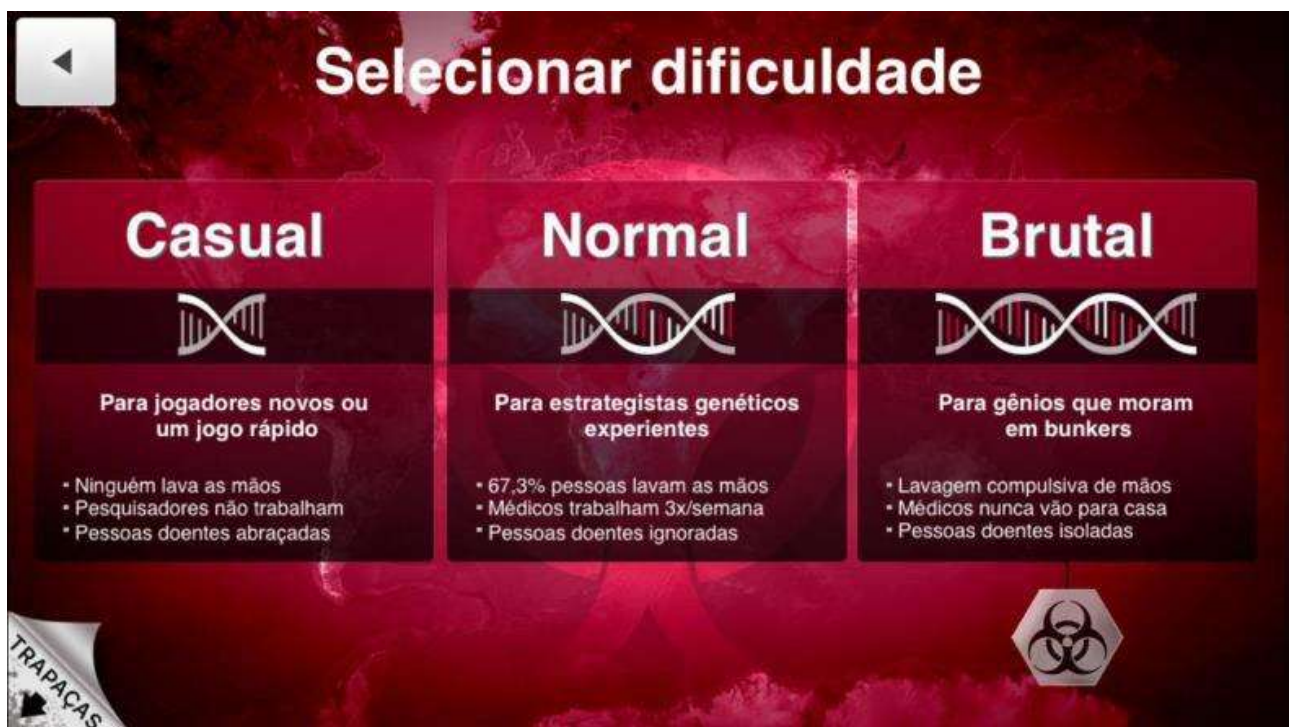 Selecionar dificuldade
Casual
Para jogadores novos ou
um jogo rápido
▪ Ninguém lava as mãos
▪ Pesquisadores não trabalham
▪ Pessoas doentes abraçadas
Normal
Para estrategistas genéticos
experientes
▪ 67,3% pessoas lavam as mãos
▪ Médicos trabalham 3x/semana
▪ Pessoas doentes ignoradas
Brutal
Para gênios que moram
em bunkers
▪ Lavagem compulsiva de mãos
▪ Médicos nunca vão para casa
▪ Pessoas doentes isoladas
TRAPAÇAS